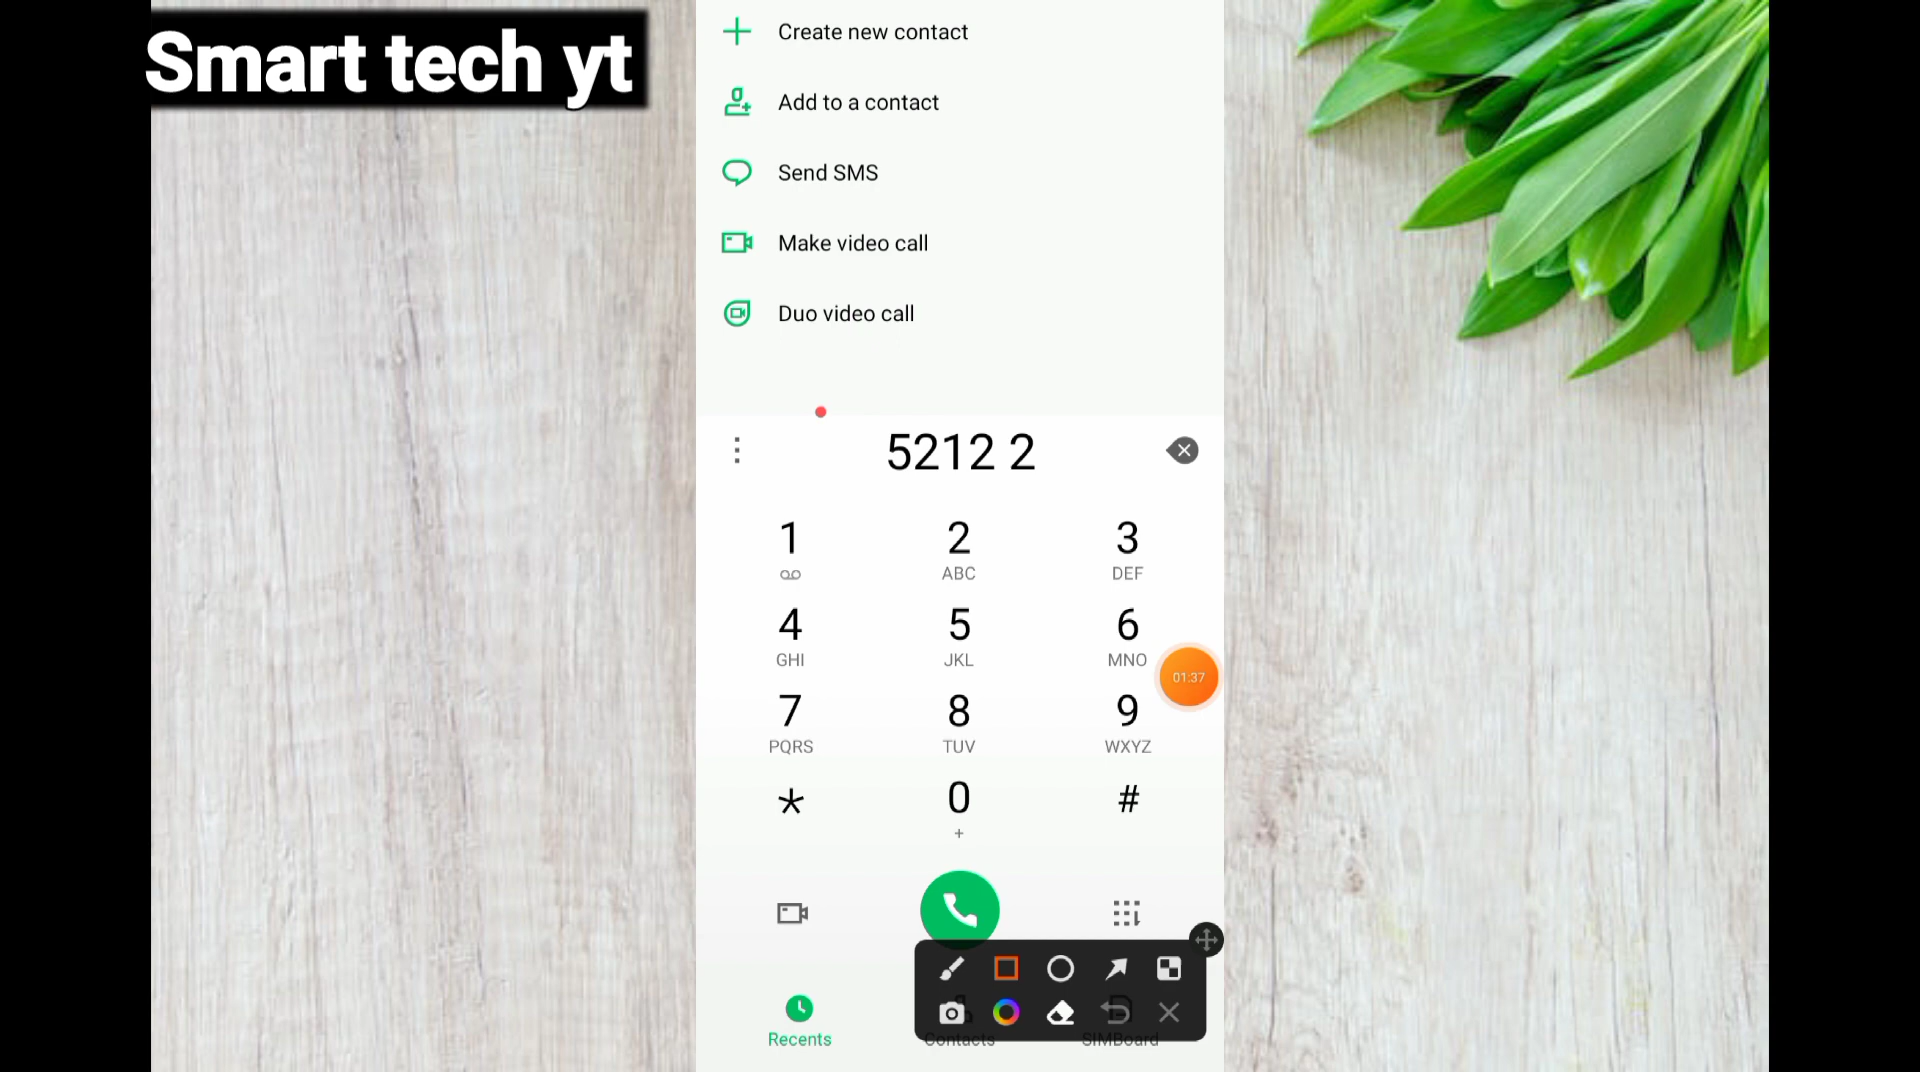 Smart tech yt
Create new contact
Add to a contact
Send SMS
Make video call
Duo video call
5212 2
1 2 3
ABC DEF
4 5 6
GHI JKL MNO
01:37
7 8 9
PQRS TUV WXYZ
* 0 #
+
Recents Contacts SIMBoard